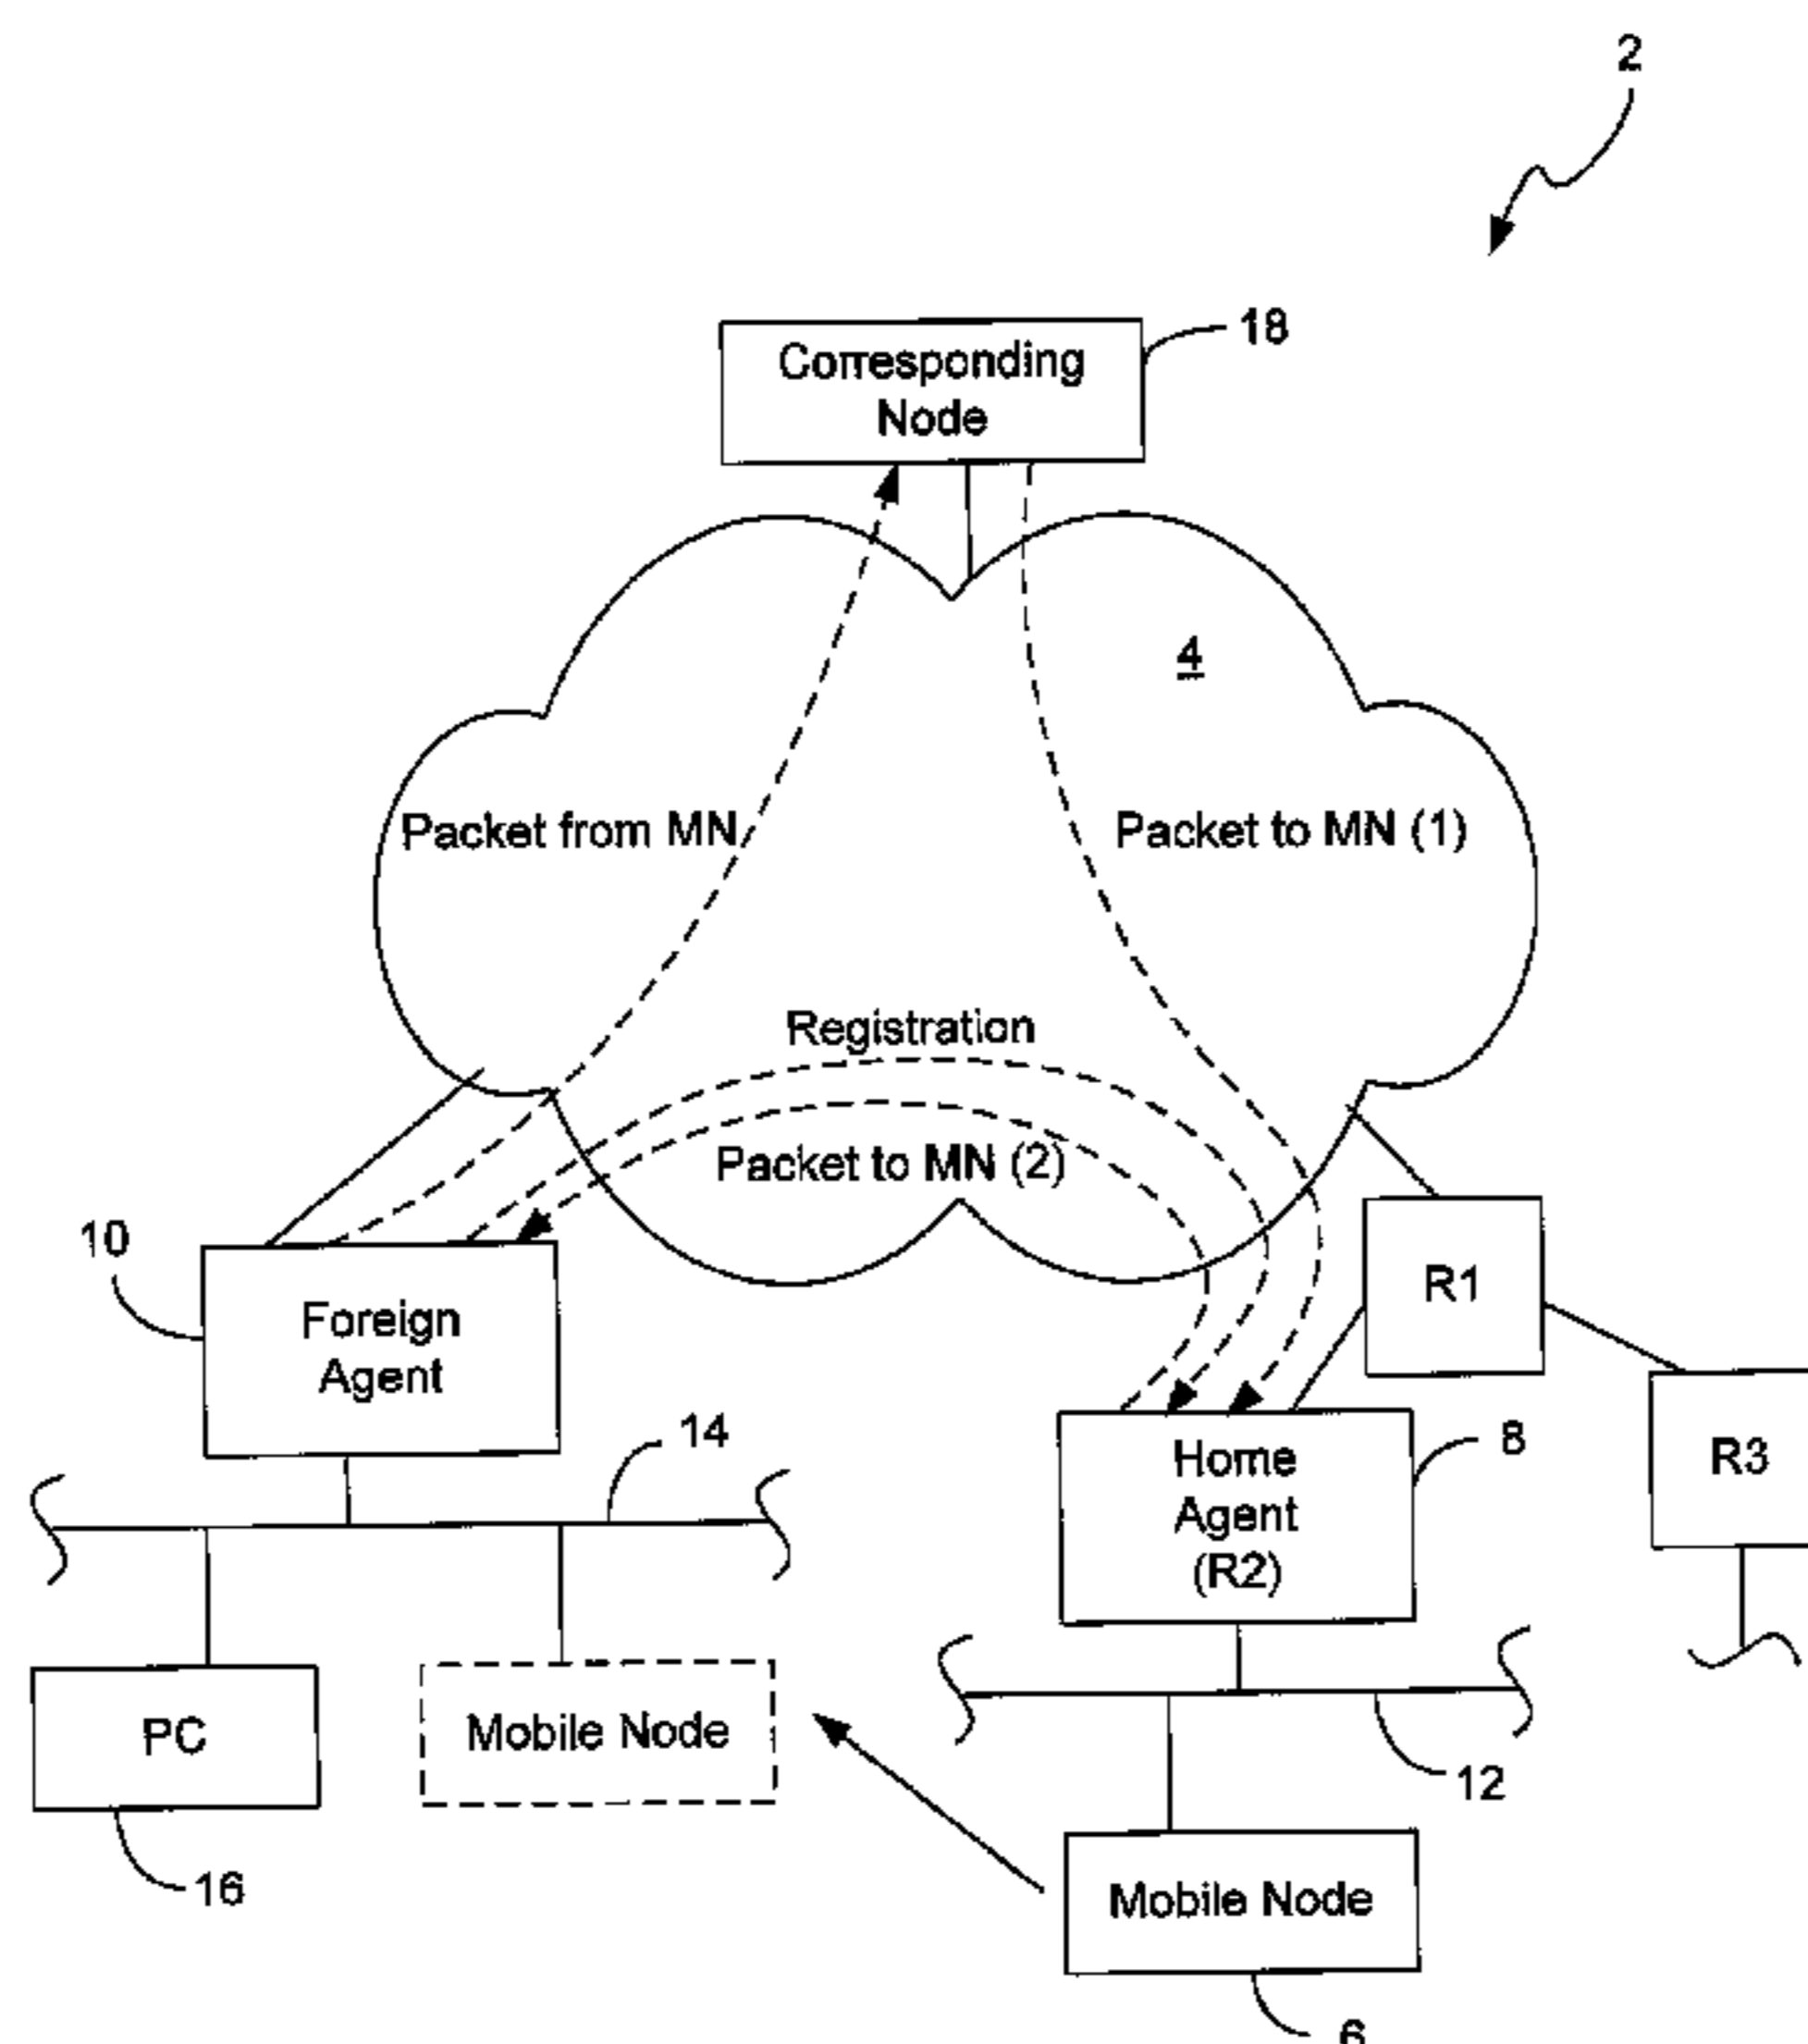 2
Corresponding
Node
18
4
Packet from MN
Packet to MN (1)
Registration
Packet to MN (2)
10
Foreign
Agent
R1
14
Home
Agent
(R2)
8
R3
PC
Mobile Node
12
16
Mobile Node
6